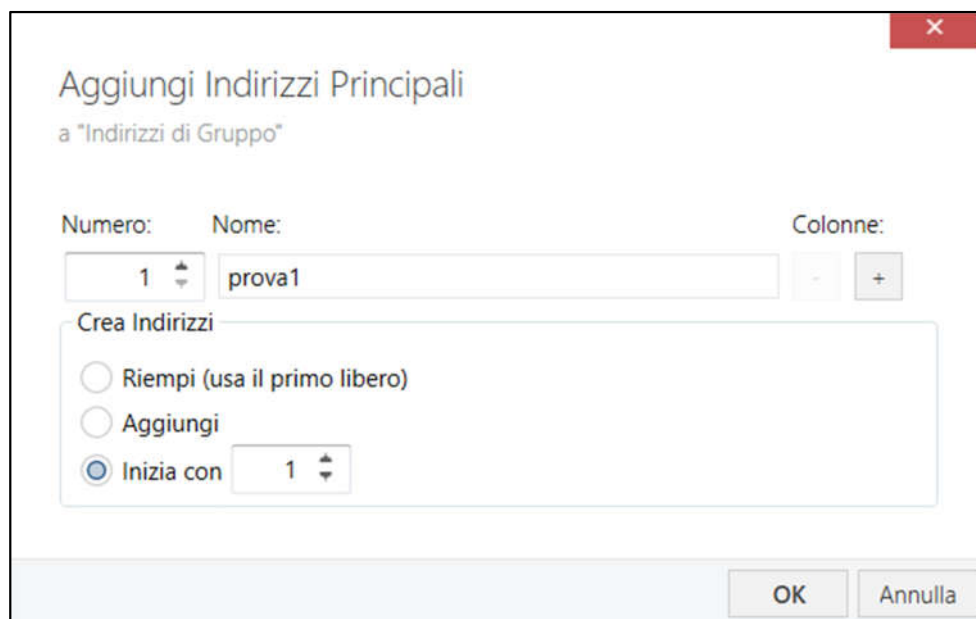 Aggiungi Indirizzi Principali
a "Indirizzi di Gruppo"
Numero: Nome: Colonne:
1 prova1 - +
Crea Indirizzi
Riempi (usa il primo libero)
Aggiungi
Inizia con 1
OK Annulla